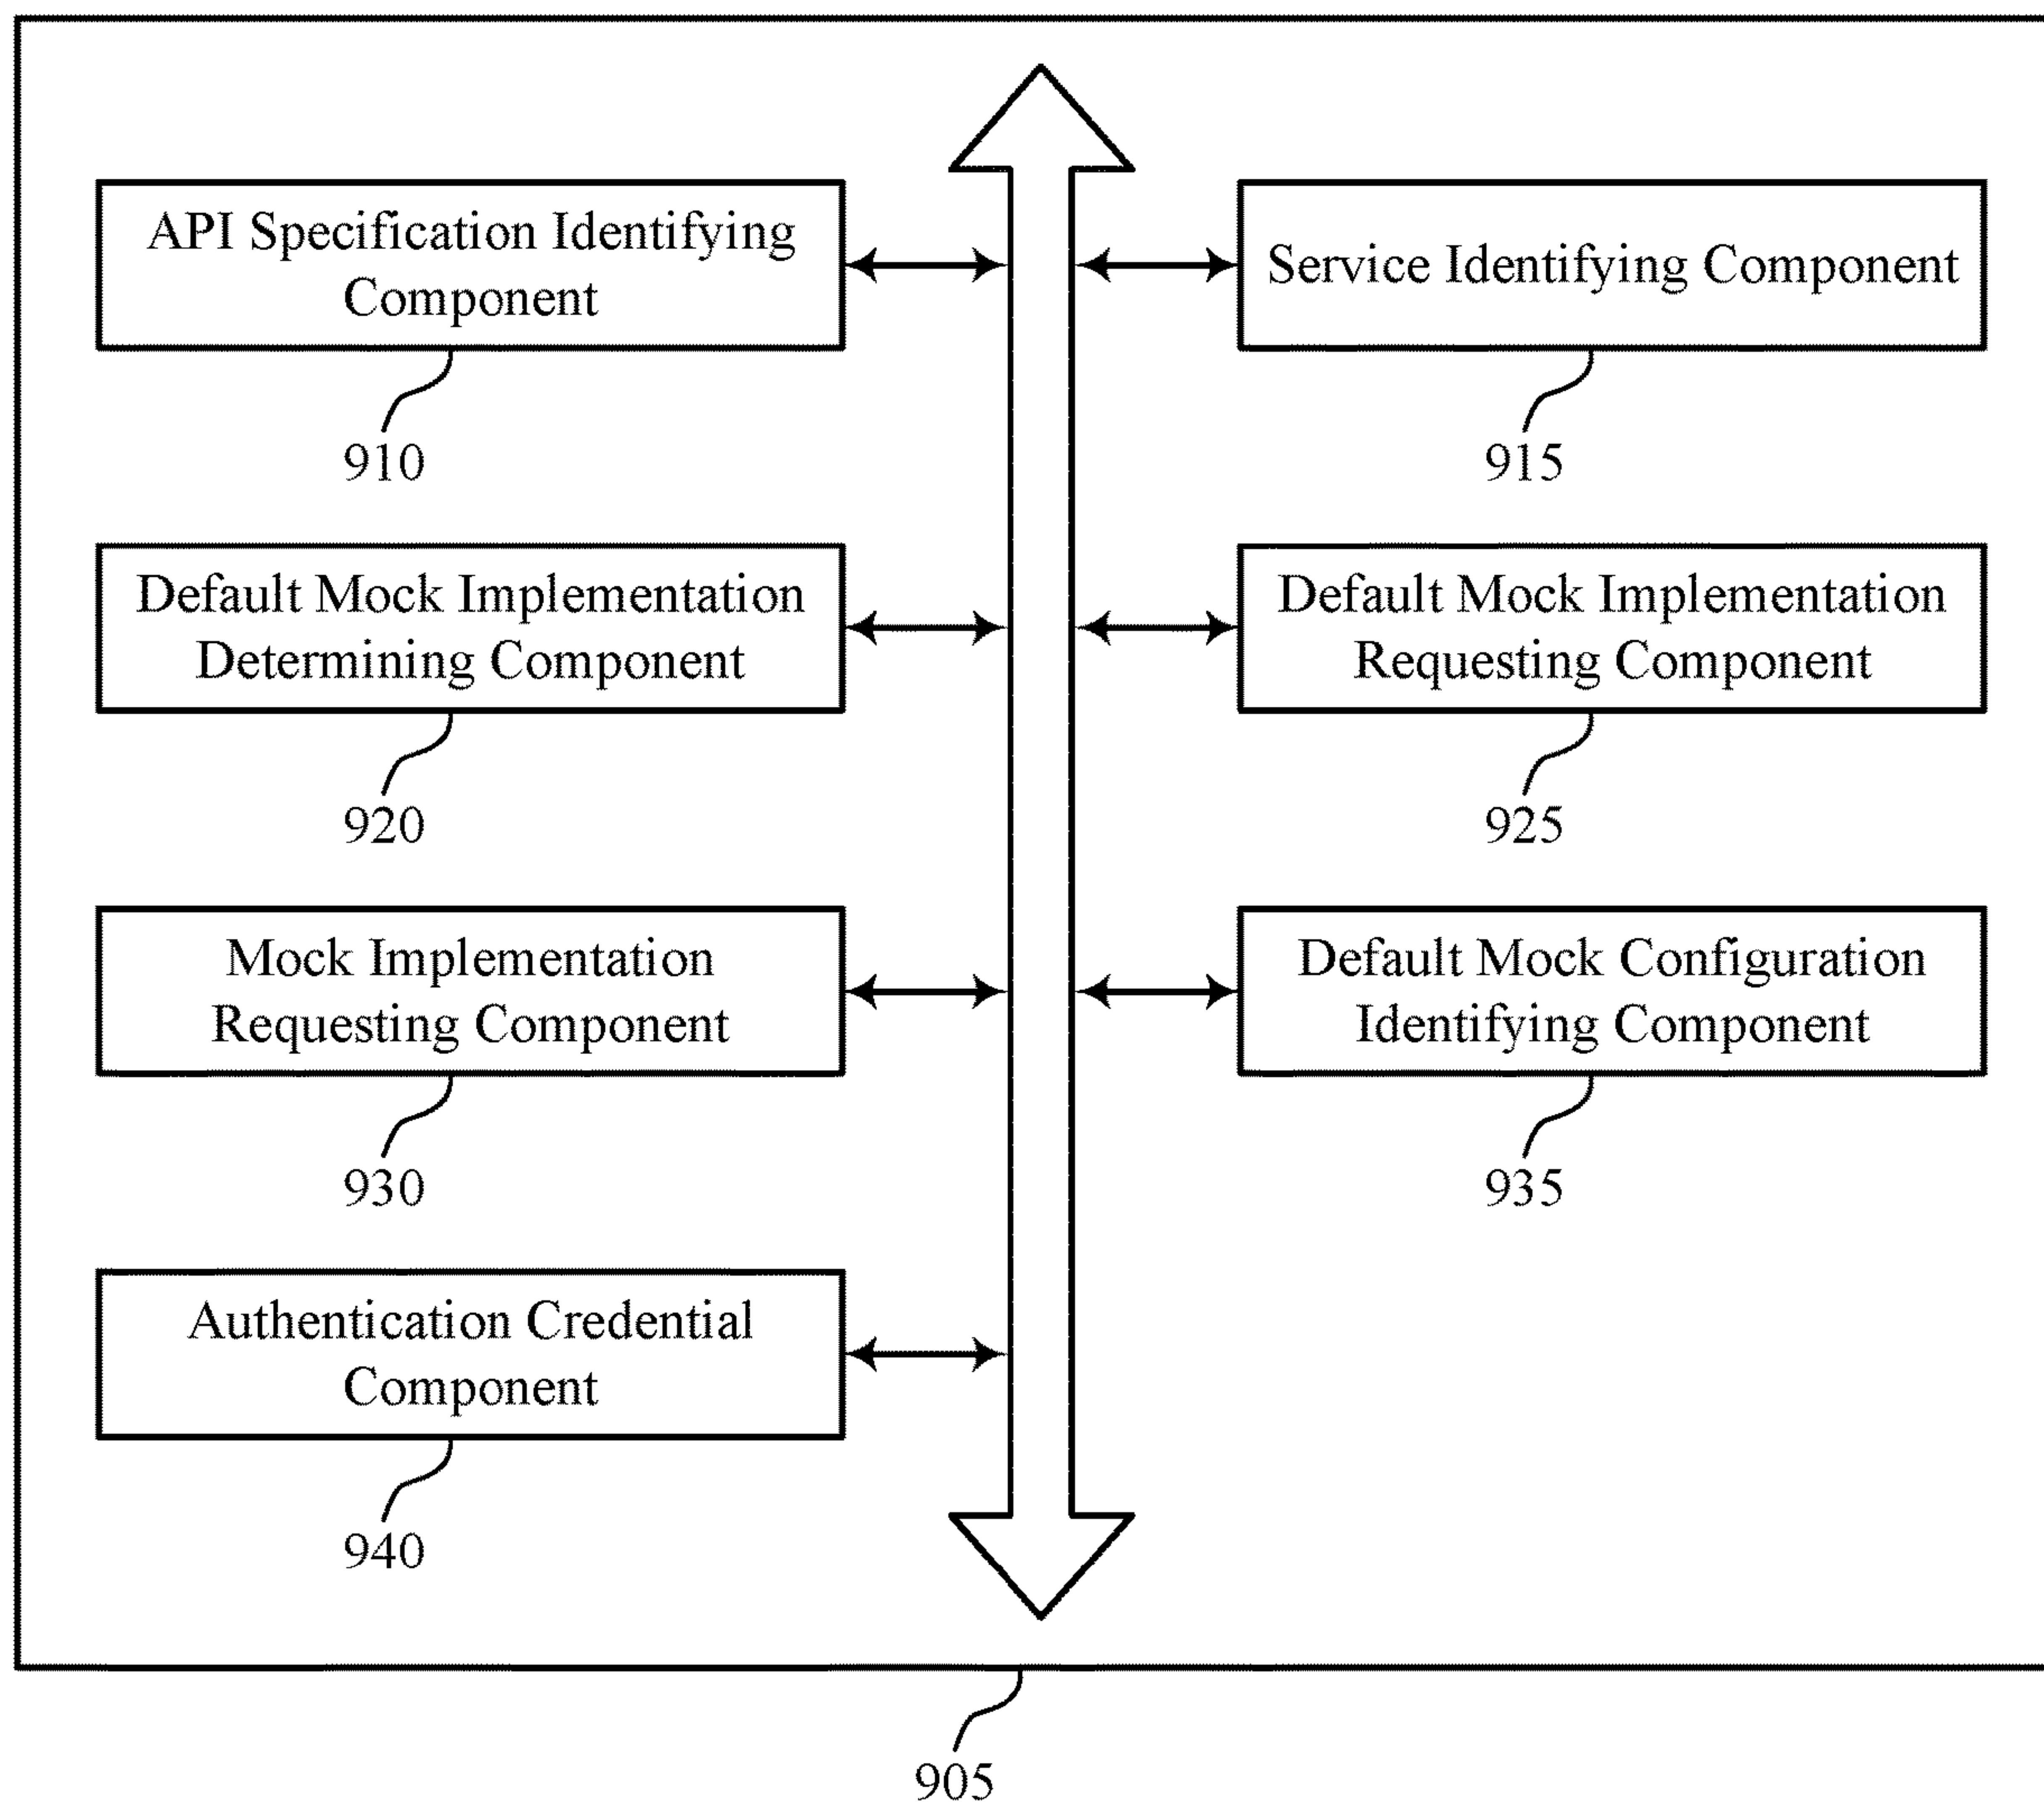 API Specification Identifying
Component
910
Service Identifying Component
915
Default Mock Implementation
Determining Component
920
Default Mock Implementation
Requesting Component
925
Mock Implementation
Requesting Component
930
Default Mock Configuration
Identifying Component
935
Authentication Credential
Component
940
905